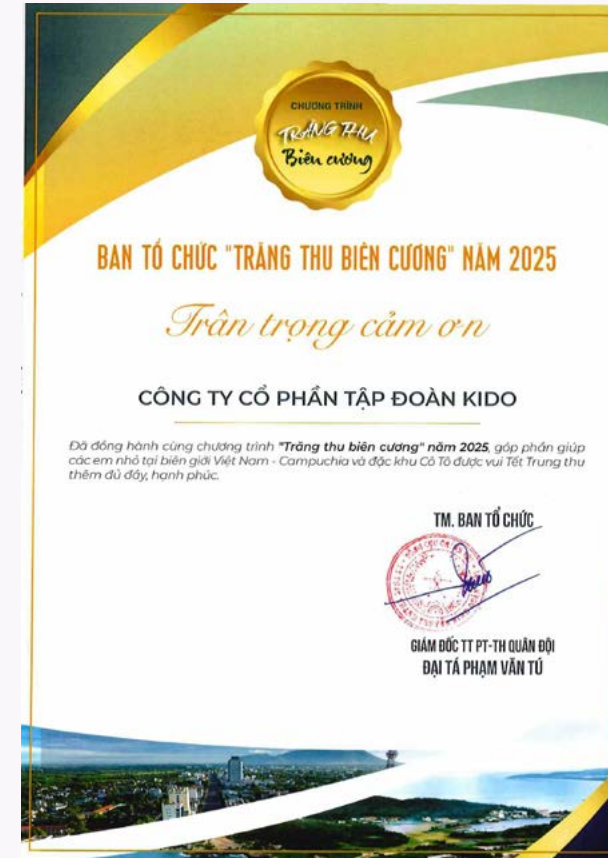 CHƯƠNG TRÌNH
TRĂNG THU
Biên cương
BAN TỔ CHỨC "TRĂNG THU BIÊN CƯƠNG" NĂM 2025
Trân trọng cảm ơn
CÔNG TY CỔ PHẦN TẬP ĐOÀN KIDO
Đã đồng hành cùng chương trình "Trăng thu biên cương" năm 2025, góp phần giúp
các em nhỏ tại biên giới Việt Nam - Campuchia và đặc khu Cô Tô được vui Tết Trung thu
thêm đủ đầy, hạnh phúc.
TM. BAN TỔ CHỨC
GIÁM ĐỐC TT PT-TH QUÂN ĐỘI
ĐẠI TÁ PHẠM VĂN TÚ